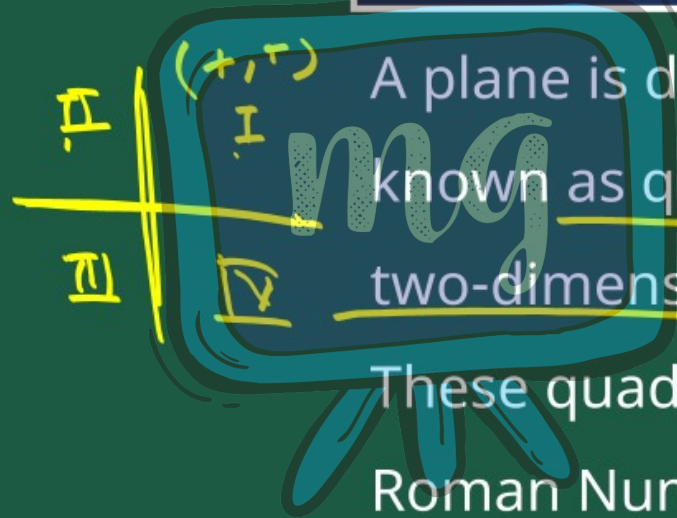 (+,+)
A plane is d
II
I
known as q
mg
III
IV
two-dimens
These quad
Roman Nur